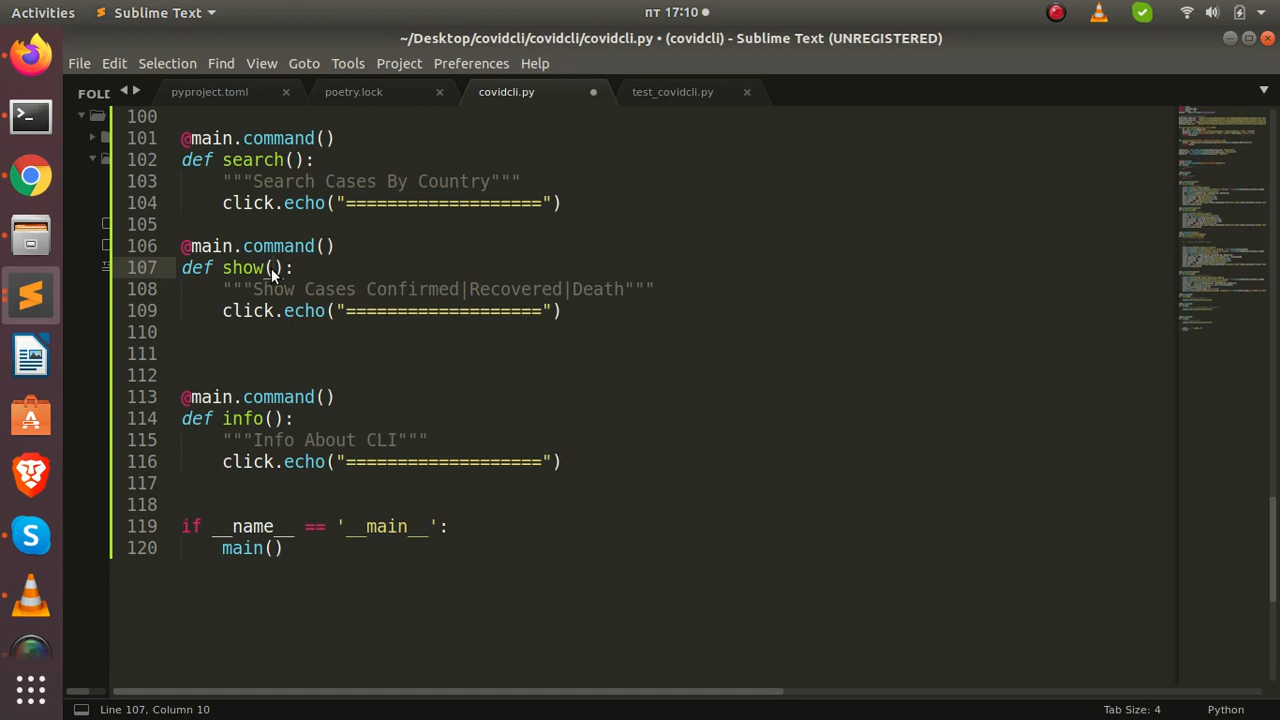 Activities
Sublime Text
пт 17:10
~/Desktop/covidcli/covidcli/covidcli.py • (covidcli) - Sublime Text (UNREGISTERED)
File Edit Selection Find View Goto Tools Project Preferences Help
FOLD
pyproject.toml
poetry.lock
covidcli.py
test_covidcli.py
100
101 @main.command()
102 def search():
103 """Search Cases By Country"""
104 click.echo("===================")
105
106 @main.command()
107 def show():
108 """Show Cases Confirmed|Recovered|Death"""
109 click.echo("===================")
110
111
112
113 @main.command()
114 def info():
115 """Info About CLI"""
116 click.echo("===================")
117
118
119 if __name__ == '__main__':
120 main()
Line 107, Column 10
Tab Size: 4
Python